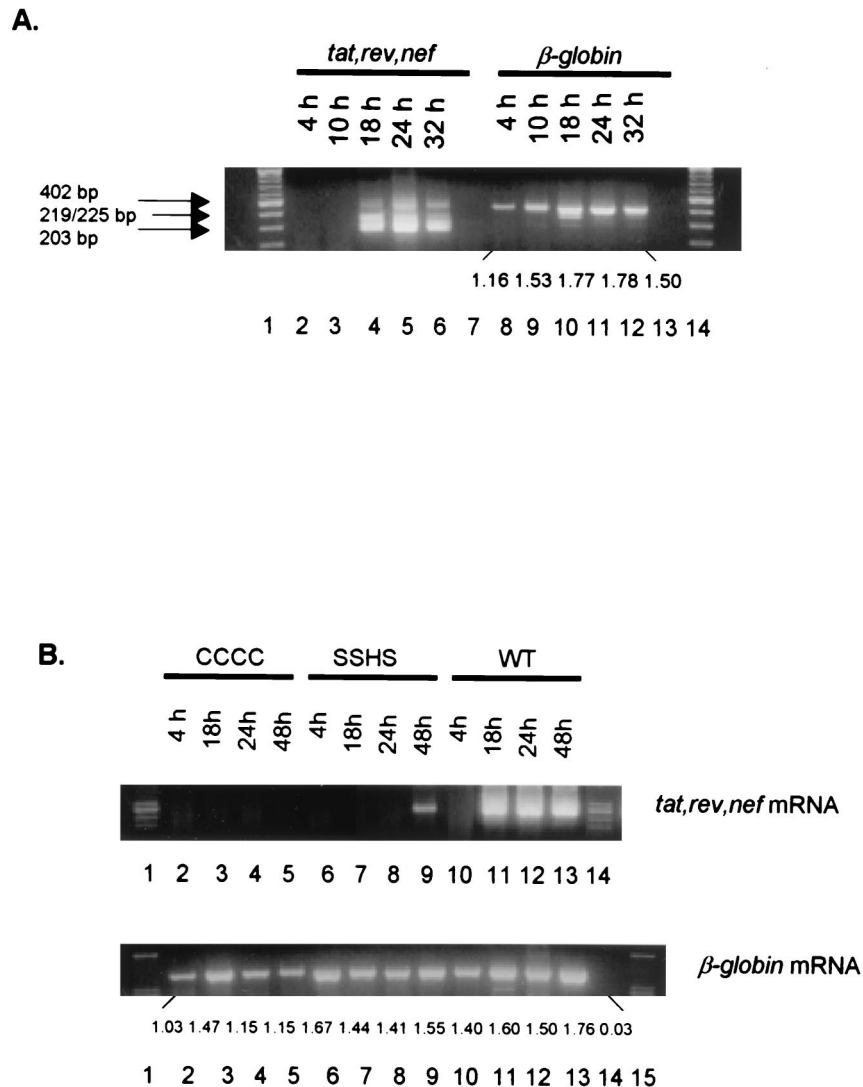 A.
tat,rev,nef β-globin
4 h 10 h 18 h 24 h 32 h 4 h 10 h 18 h 24 h 32 h
402 bp
219/225 bp
203 bp
1.16 1.53 1.77 1.78 1.50
1 2 3 4 5 6 7 8 9 10 11 12 13 14
B.
CCCC SSHS WT
4 h 18h 24h 48h 4h 18h 24h 48h 4h 18h 24h 48h
tat,rev,nef mRNA
1 2 3 4 5 6 7 8 9 10 11 12 13 14
β-globin mRNA
1.03 1.47 1.15 1.15 1.67 1.44 1.41 1.55 1.40 1.60 1.50 1.76 0.03
1 2 3 4 5 6 7 8 9 10 11 12 13 14 15